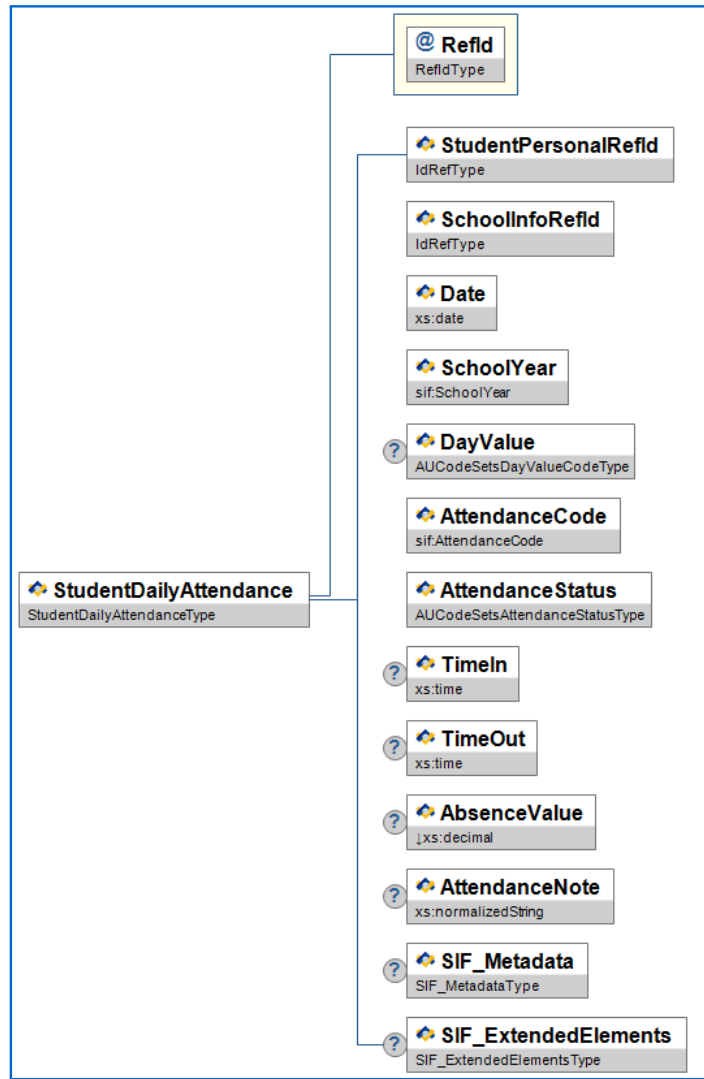 @ RefId
RefIdType
StudentPersonalRefId
IdRefType
SchoolInfoRefId
IdRefType
Date
xs:date
SchoolYear
sif:SchoolYear
? DayValue
AUCodeSetsDayValueCodeType
AttendanceCode
sif:AttendanceCode
StudentDailyAttendance
StudentDailyAttendanceType
AttendanceStatus
AUCodeSetsAttendanceStatusType
? TimeIn
xs:time
? TimeOut
xs:time
? AbsenceValue
↓xs:decimal
? AttendanceNote
xs:normalizedString
? SIF_Metadata
SIF_MetadataType
? SIF_ExtendedElements
SIF_ExtendedElementsType